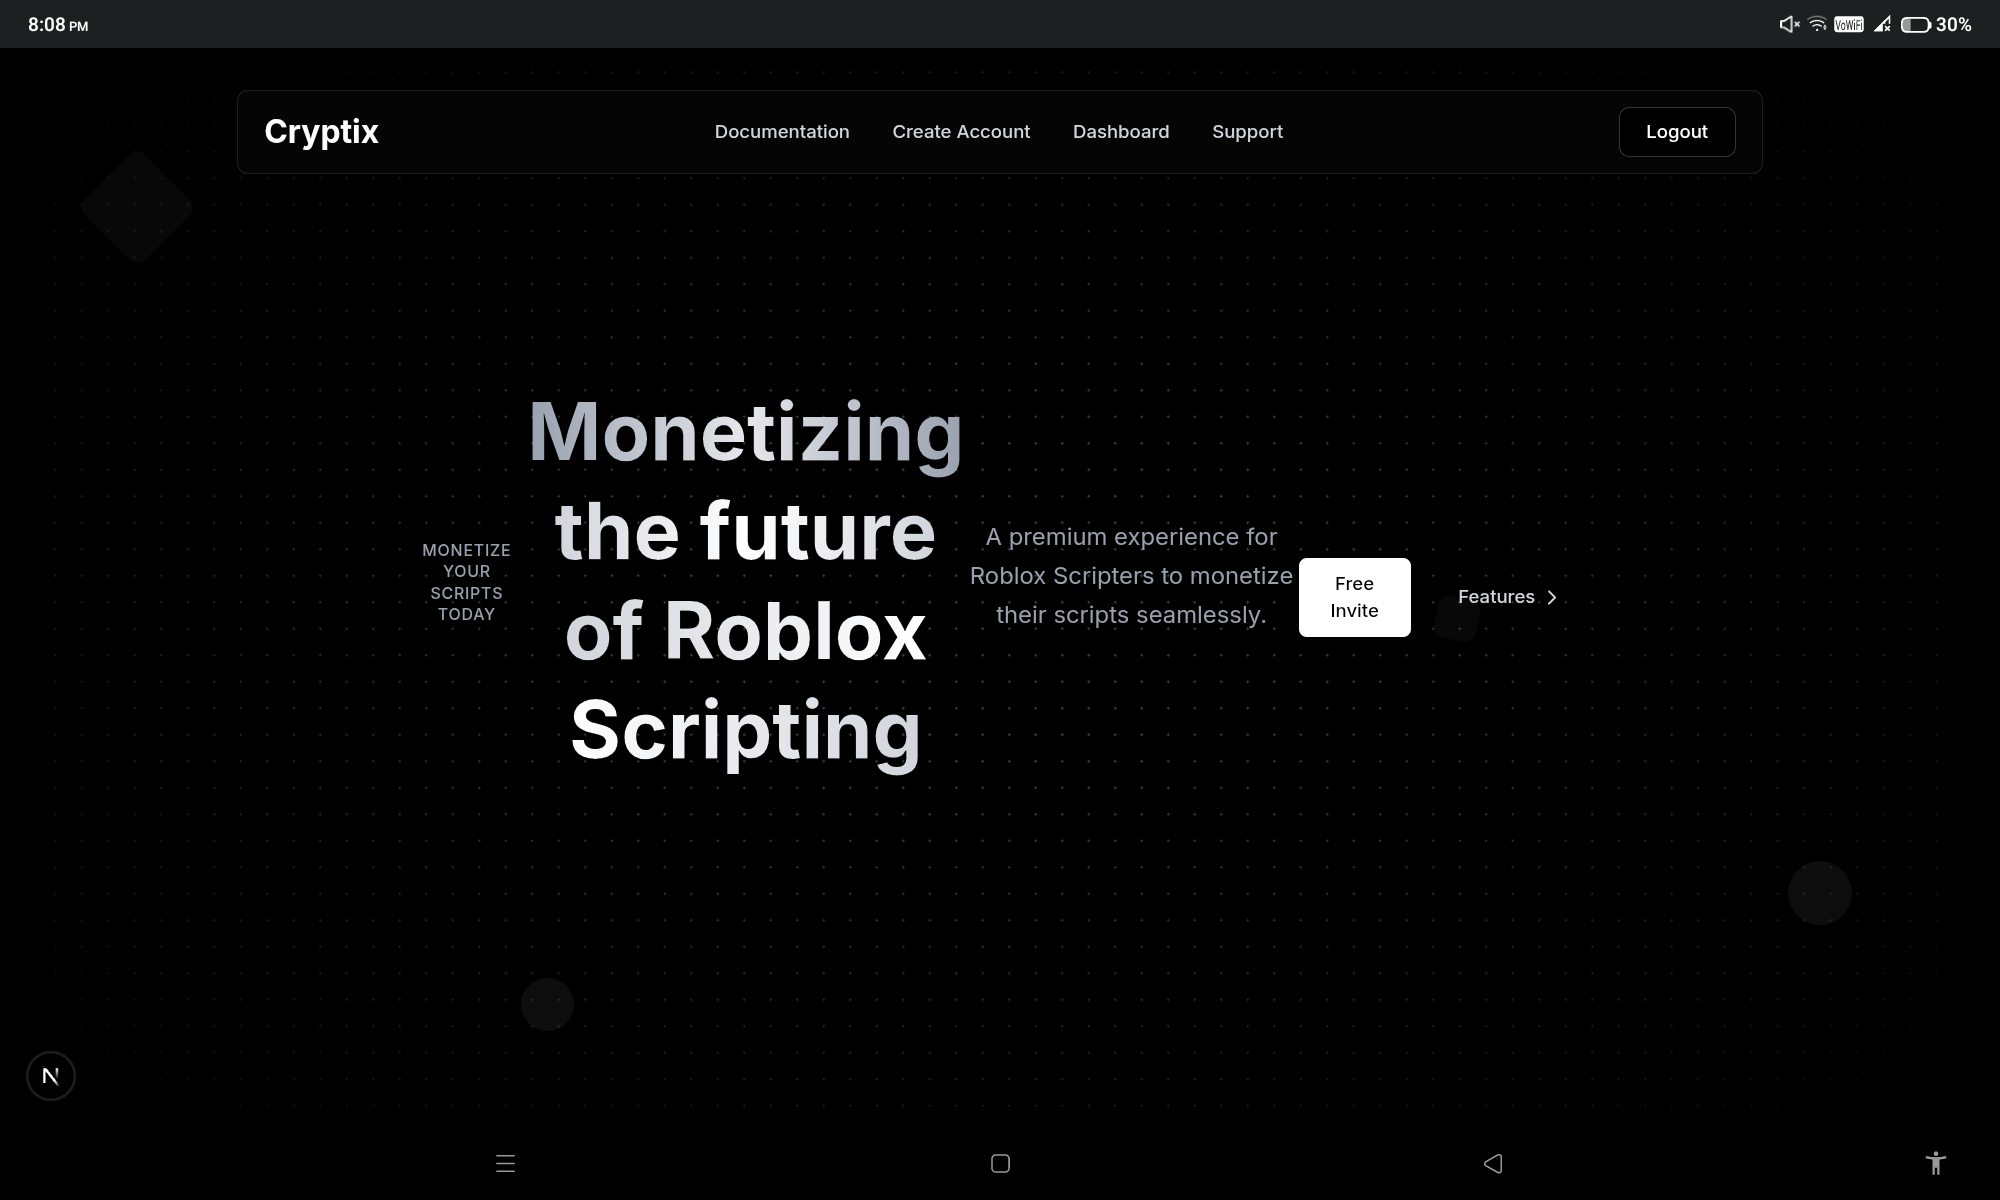 8:08 PM
VoWiFi
30%
Cryptix
Documentation
Create Account
Dashboard
Support
Logout
MONETIZE
YOUR
SCRIPTS
TODAY
Monetizing
the future
of Roblox
Scripting
A premium experience for
Roblox Scripters to monetize
their scripts seamlessly.
Free
Invite
Features
N